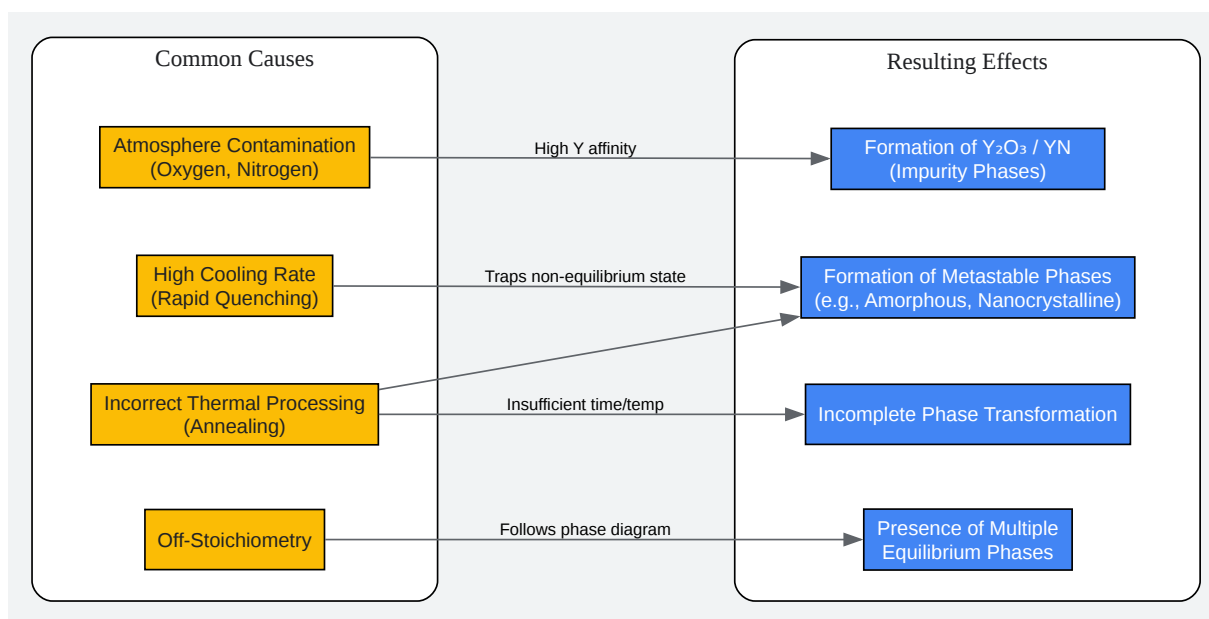 Common Causes
Resulting Effects
Atmosphere Contamination
(Oxygen, Nitrogen)
High Y affinity
Formation of Y₂O₃ / YN
(Impurity Phases)
High Cooling Rate
(Rapid Quenching)
Traps non-equilibrium state
Formation of Metastable Phases
(e.g., Amorphous, Nanocrystalline)
Incorrect Thermal Processing
(Annealing)
Insufficient time/temp
Incomplete Phase Transformation
Off-Stoichiometry
Follows phase diagram
Presence of Multiple
Equilibrium Phases